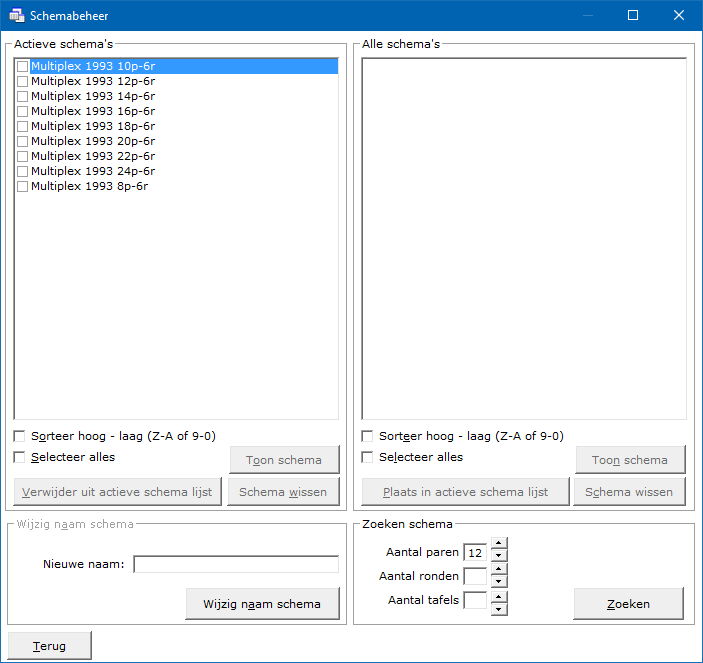 Schemabeheer
Actieve schema's
Multiplex 1993 10p-6r
Multiplex 1993 12p-6r
Multiplex 1993 14p-6r
Multiplex 1993 16p-6r
Multiplex 1993 18p-6r
Multiplex 1993 20p-6r
Multiplex 1993 22p-6r
Multiplex 1993 24p-6r
Multiplex 1993 8p-6r
Sorteer hoog - laag (Z-A of 9-0)
Selecteer alles
Toon schema
Verwijder uit actieve schema lijst
Schema wissen
Alle schema's
Sorteer hoog - laag (Z-A of 9-0)
Selecteer alles
Toon schema
Plaats in actieve schema lijst
Schema wissen
Wijzig naam schema
Nieuwe naam:
Wijzig naam schema
Zoeken schema
Aantal paren 12
Aantal ronden
Aantal tafels
Zoeken
Terug